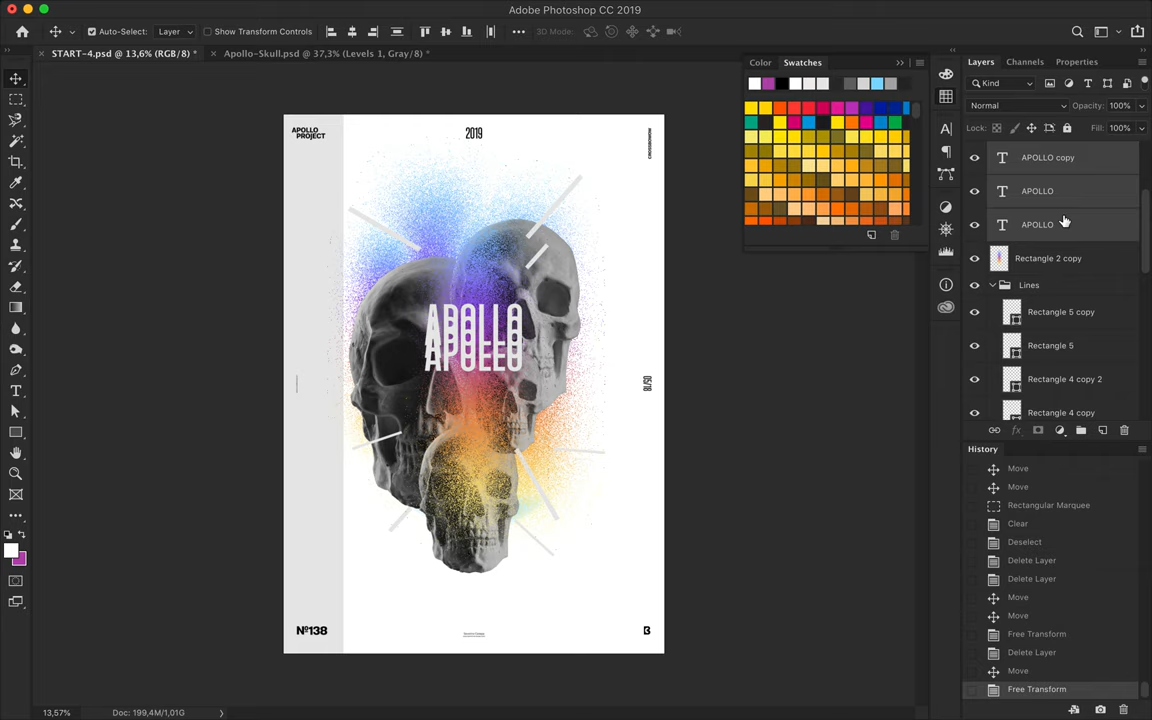 Adobe Photoshop CC 2019
Auto-Select: Layer
Show Transform Controls
3D Mode:
START-4.psd @ 13,6% (RGB/8) *
Apollo-Skull.psd @ 37,3% (Levels 1, Gray/8) *
Color
Swatches
Layers
Channels
Properties
Kind
Normal
Opacity: 100%
Lock:
Fill: 100%
APOLLO copy
APOLLO
APOLLO
Rectangle 2 copy
Lines
Rectangle 5 copy
Rectangle 5
Rectangle 4 copy 2
Rectangle 4 copy
History
Move
Move
Rectangular Marquee
Clear
Deselect
Delete Layer
Delete Layer
Move
Move
Free Transform
Delete Layer
Move
Free Transform
APOLLO
PROJECT
2019
APOLLO
APOLLO
APOLLO
Nº138
B
13,57%
Doc: 199,4M/1,01G